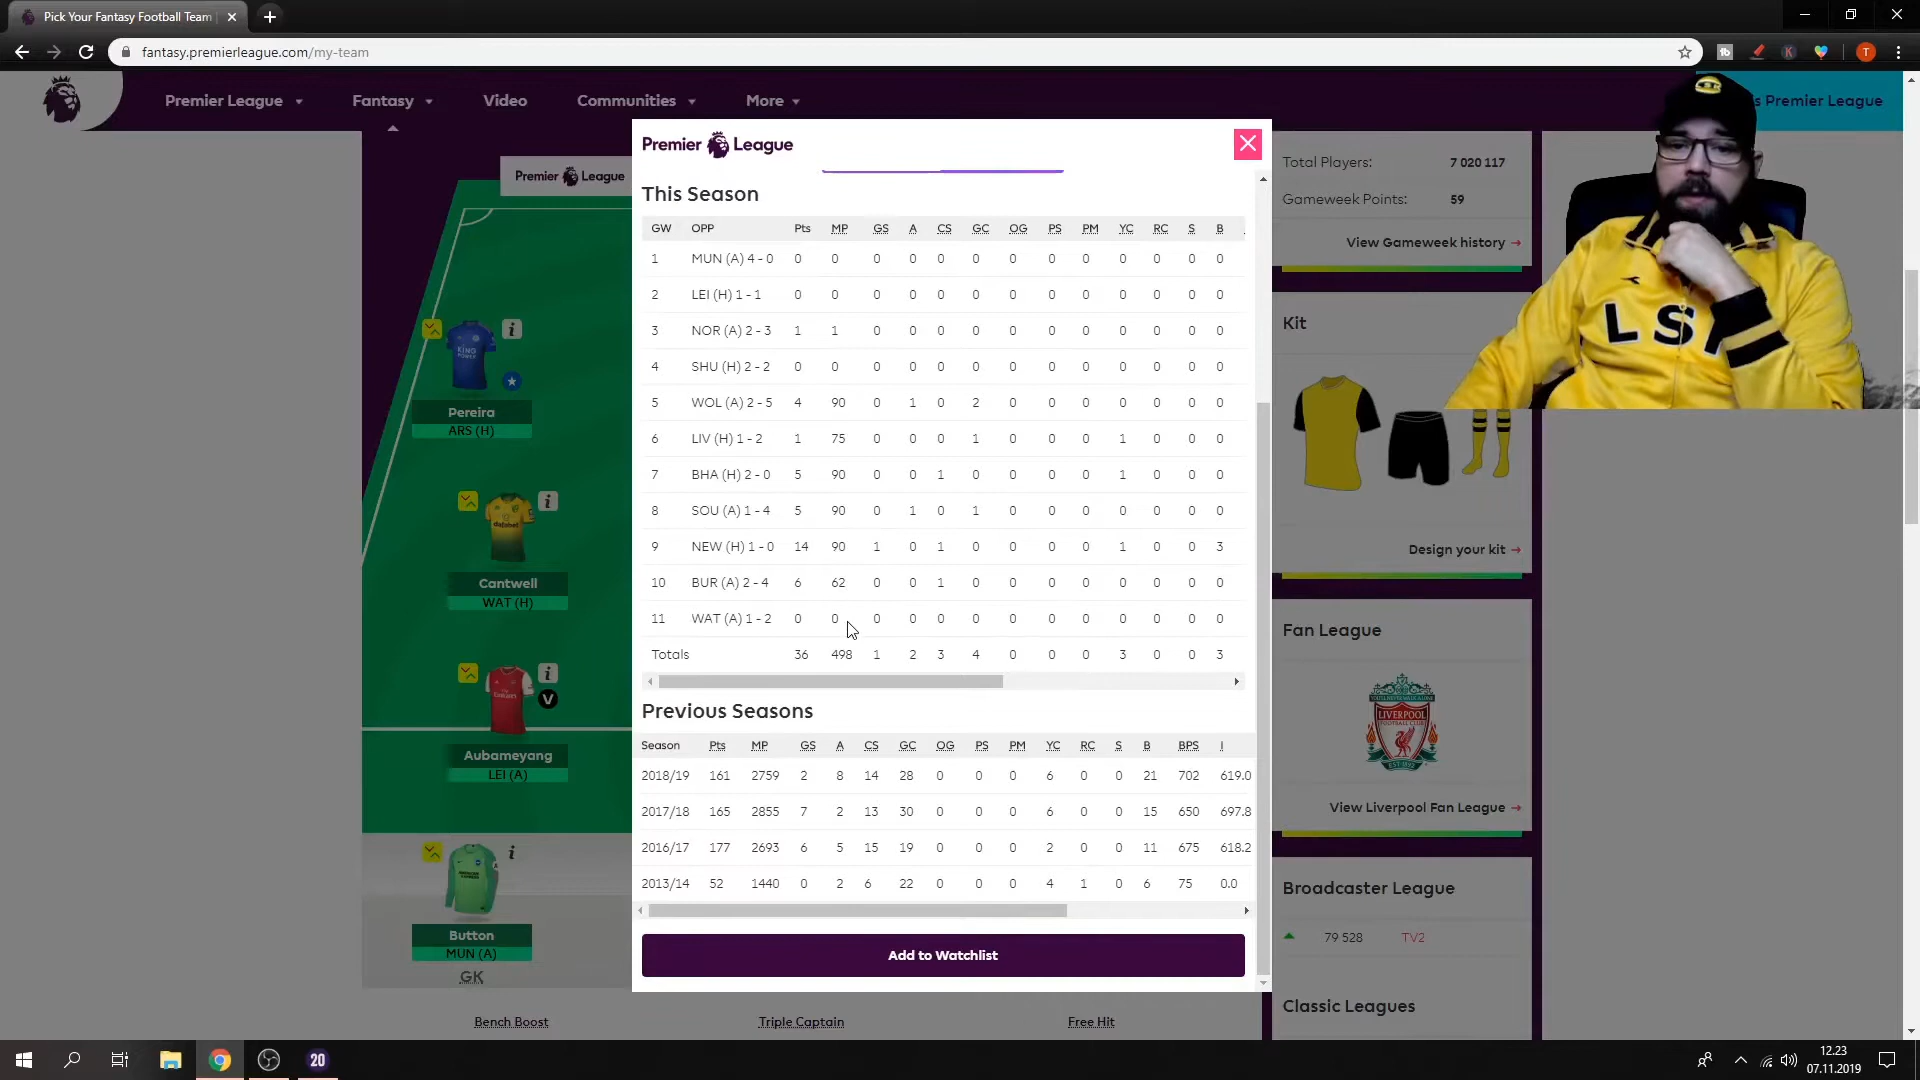 Pick Your Fantasy Football Team
fantasy.premierleague.com/my-team
Premier League
Fantasy
Video
Communities
More
s Premier League
Premier League
Premier League
This Season
GW OPP Pts MP GS A CS GC OG PS PM YC RC S B
1 MUN (A) 4 - 0 0 0 0 0 0 0 0 0 0 0 0 0 0
2 LEI (H) 1 - 1 0 0 0 0 0 0 0 0 0 0 0 0 0
3 NOR (A) 2 - 3 1 1 0 0 0 0 0 0 0 0 0 0 0
4 SHU (H) 2 - 2 0 0 0 0 0 0 0 0 0 0 0 0 0
5 WOL (A) 2 - 5 4 90 0 1 0 2 0 0 0 0 0 0 0
6 LIV (H) 1 - 2 1 75 0 0 0 1 0 0 0 1 0 0 0
7 BHA (H) 2 - 0 5 90 0 0 1 0 0 0 0 1 0 0 0
8 SOU (A) 1 - 4 5 90 0 1 0 1 0 0 0 0 0 0 0
9 NEW (H) 1 - 0 14 90 1 0 1 0 0 0 0 1 0 0 3
10 BUR (A) 2 - 4 6 62 0 0 1 0 0 0 0 0 0 0 0
11 WAT (A) 1 - 2 0 0 0 0 0 0 0 0 0 0 0 0 0
Totals 36 498 1 2 3 4 0 0 0 3 0 0 3
Previous Seasons
Season Pts MP GS A CS GC OG PS PM YC RC S B BPS I
2018/19 161 2759 2 8 14 28 0 0 0 6 0 0 21 702 619.0
2017/18 165 2855 7 2 13 30 0 0 0 6 0 0 15 650 697.8
2016/17 177 2693 6 5 15 19 0 0 0 2 0 0 11 675 618.2
2013/14 52 1440 0 2 6 22 0 0 0 4 1 0 6 75 0.0
Add to Watchlist
KING
POWER
Pereira
ARS (H)
Cantwell
WAT (H)
V
Aubameyang
LEI (A)
Button
MUN (A)
GK
Bench Boost
Triple Captain
Free Hit
Total Players: 7 020 117
Gameweek Points: 59
View Gameweek history
Kit
Design your kit
Fan League
LIVERPOOL
FOOTBALL CLUB
View Liverpool Fan League
Broadcaster League
79 528 TV2
Classic Leagues
LSK
T
20
12.23
07.11.2019